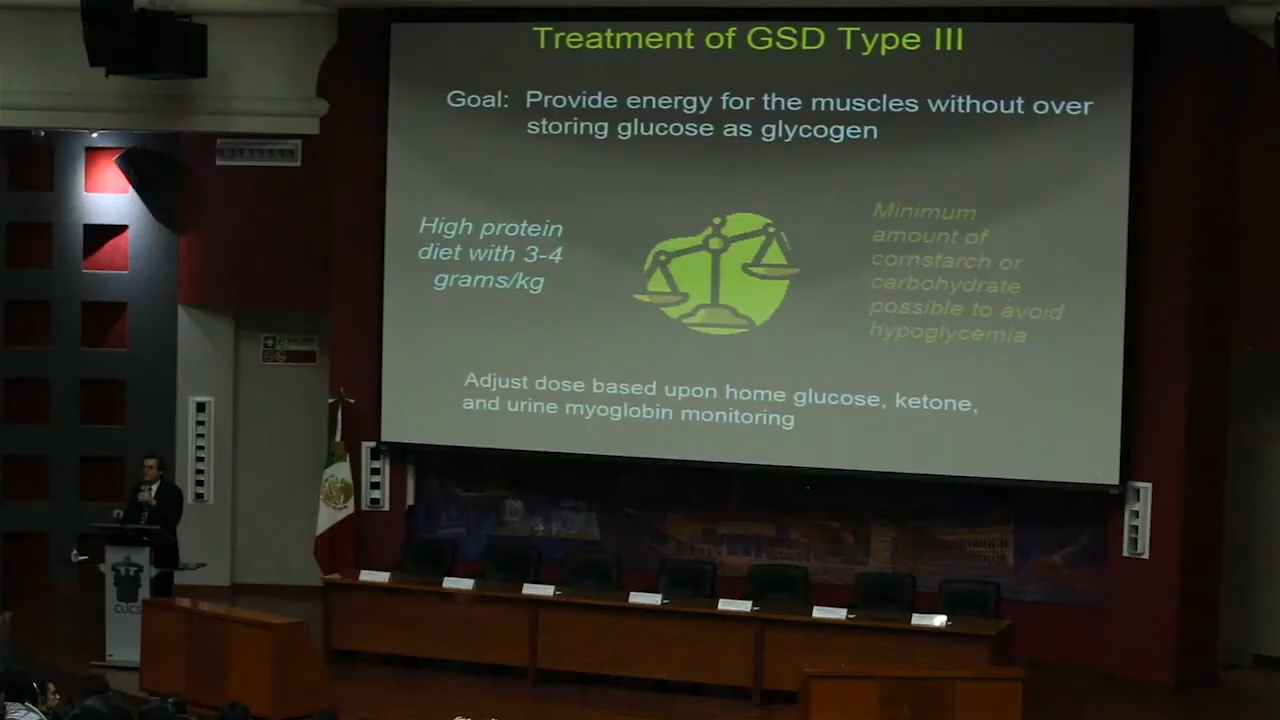 Treatment of GSD Type III
Goal: Provide energy for the muscles without over
storing glucose as glycogen
High protein
diet with 3-4
grams/kg
Minimum
amount of
cornstarch or
carbohydrate
possible to avoid
hypoglycemia
Adjust dose based upon home glucose, ketone,
and urine myoglobin monitoring
CUCS